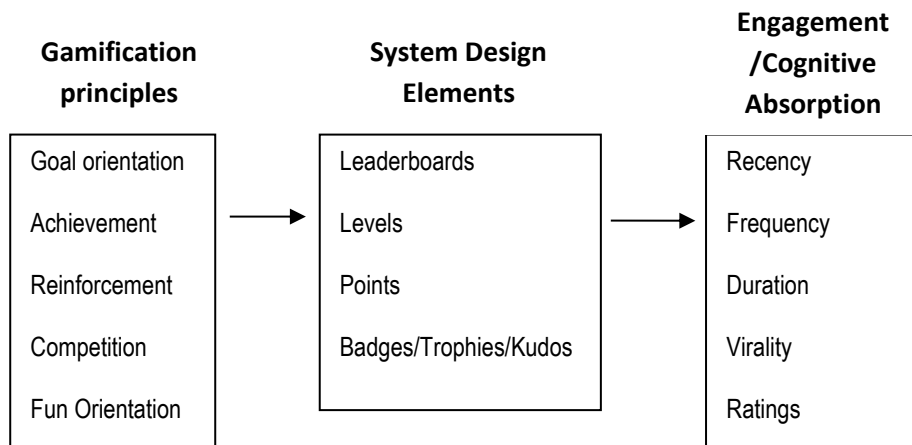 Gamification
principles
Goal orientation
Achievement
Reinforcement
Competition
Fun Orientation
System Design
Elements
Leaderboards
Levels
Points
Badges/Trophies/Kudos
Engagement
/Cognitive
Absorption
Recency
Frequency
Duration
Virality
Ratings